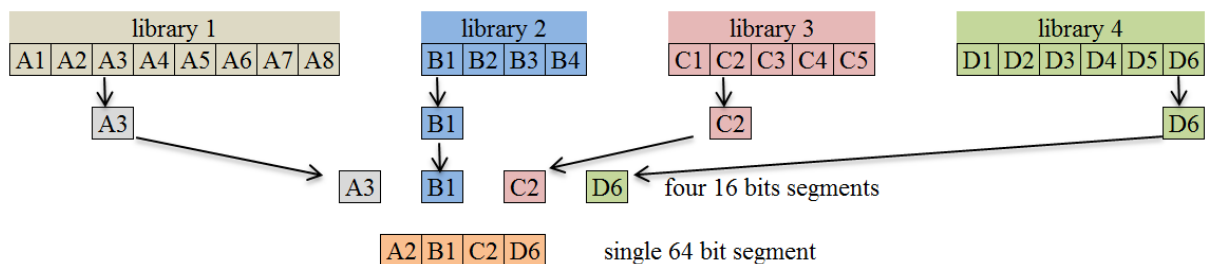 library 1 library 2 library 3 library 4
A1 A2 A3 A4 A5 A6 A7 A8 B1 B2 B3 B4 C1 C2 C3 C4 C5 D1 D2 D3 D4 D5 D6
A3 B1 C2 D6
A3 B1 C2 D6 four 16 bits segments
A2 B1 C2 D6 single 64 bit segment